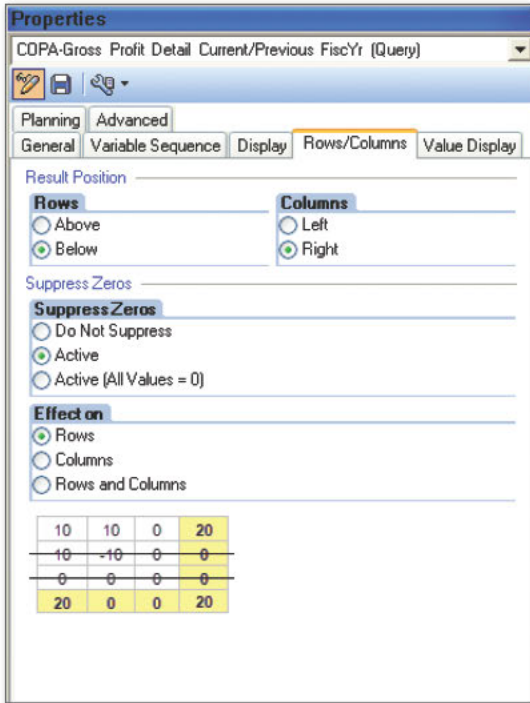 Properties
COPA-Gross Profit Detail Current/Previous FiscYr (Query)
Planning Advanced
General Variable Sequence Display Rows/Columns Value Display
Result Position
Rows Columns
Above Left
Below Right
Suppress Zeros
Suppress Zeros
Do Not Suppress
Active
Active (All Values = 0)
Effect on
Rows
Columns
Rows and Columns
10 10 0 20
10 -10 0 0
0 0 0 0
20 0 0 20